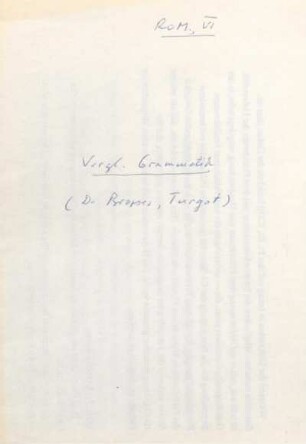 RoM. VI
Vergl. Grammatik
(De Brosses, Turgot)